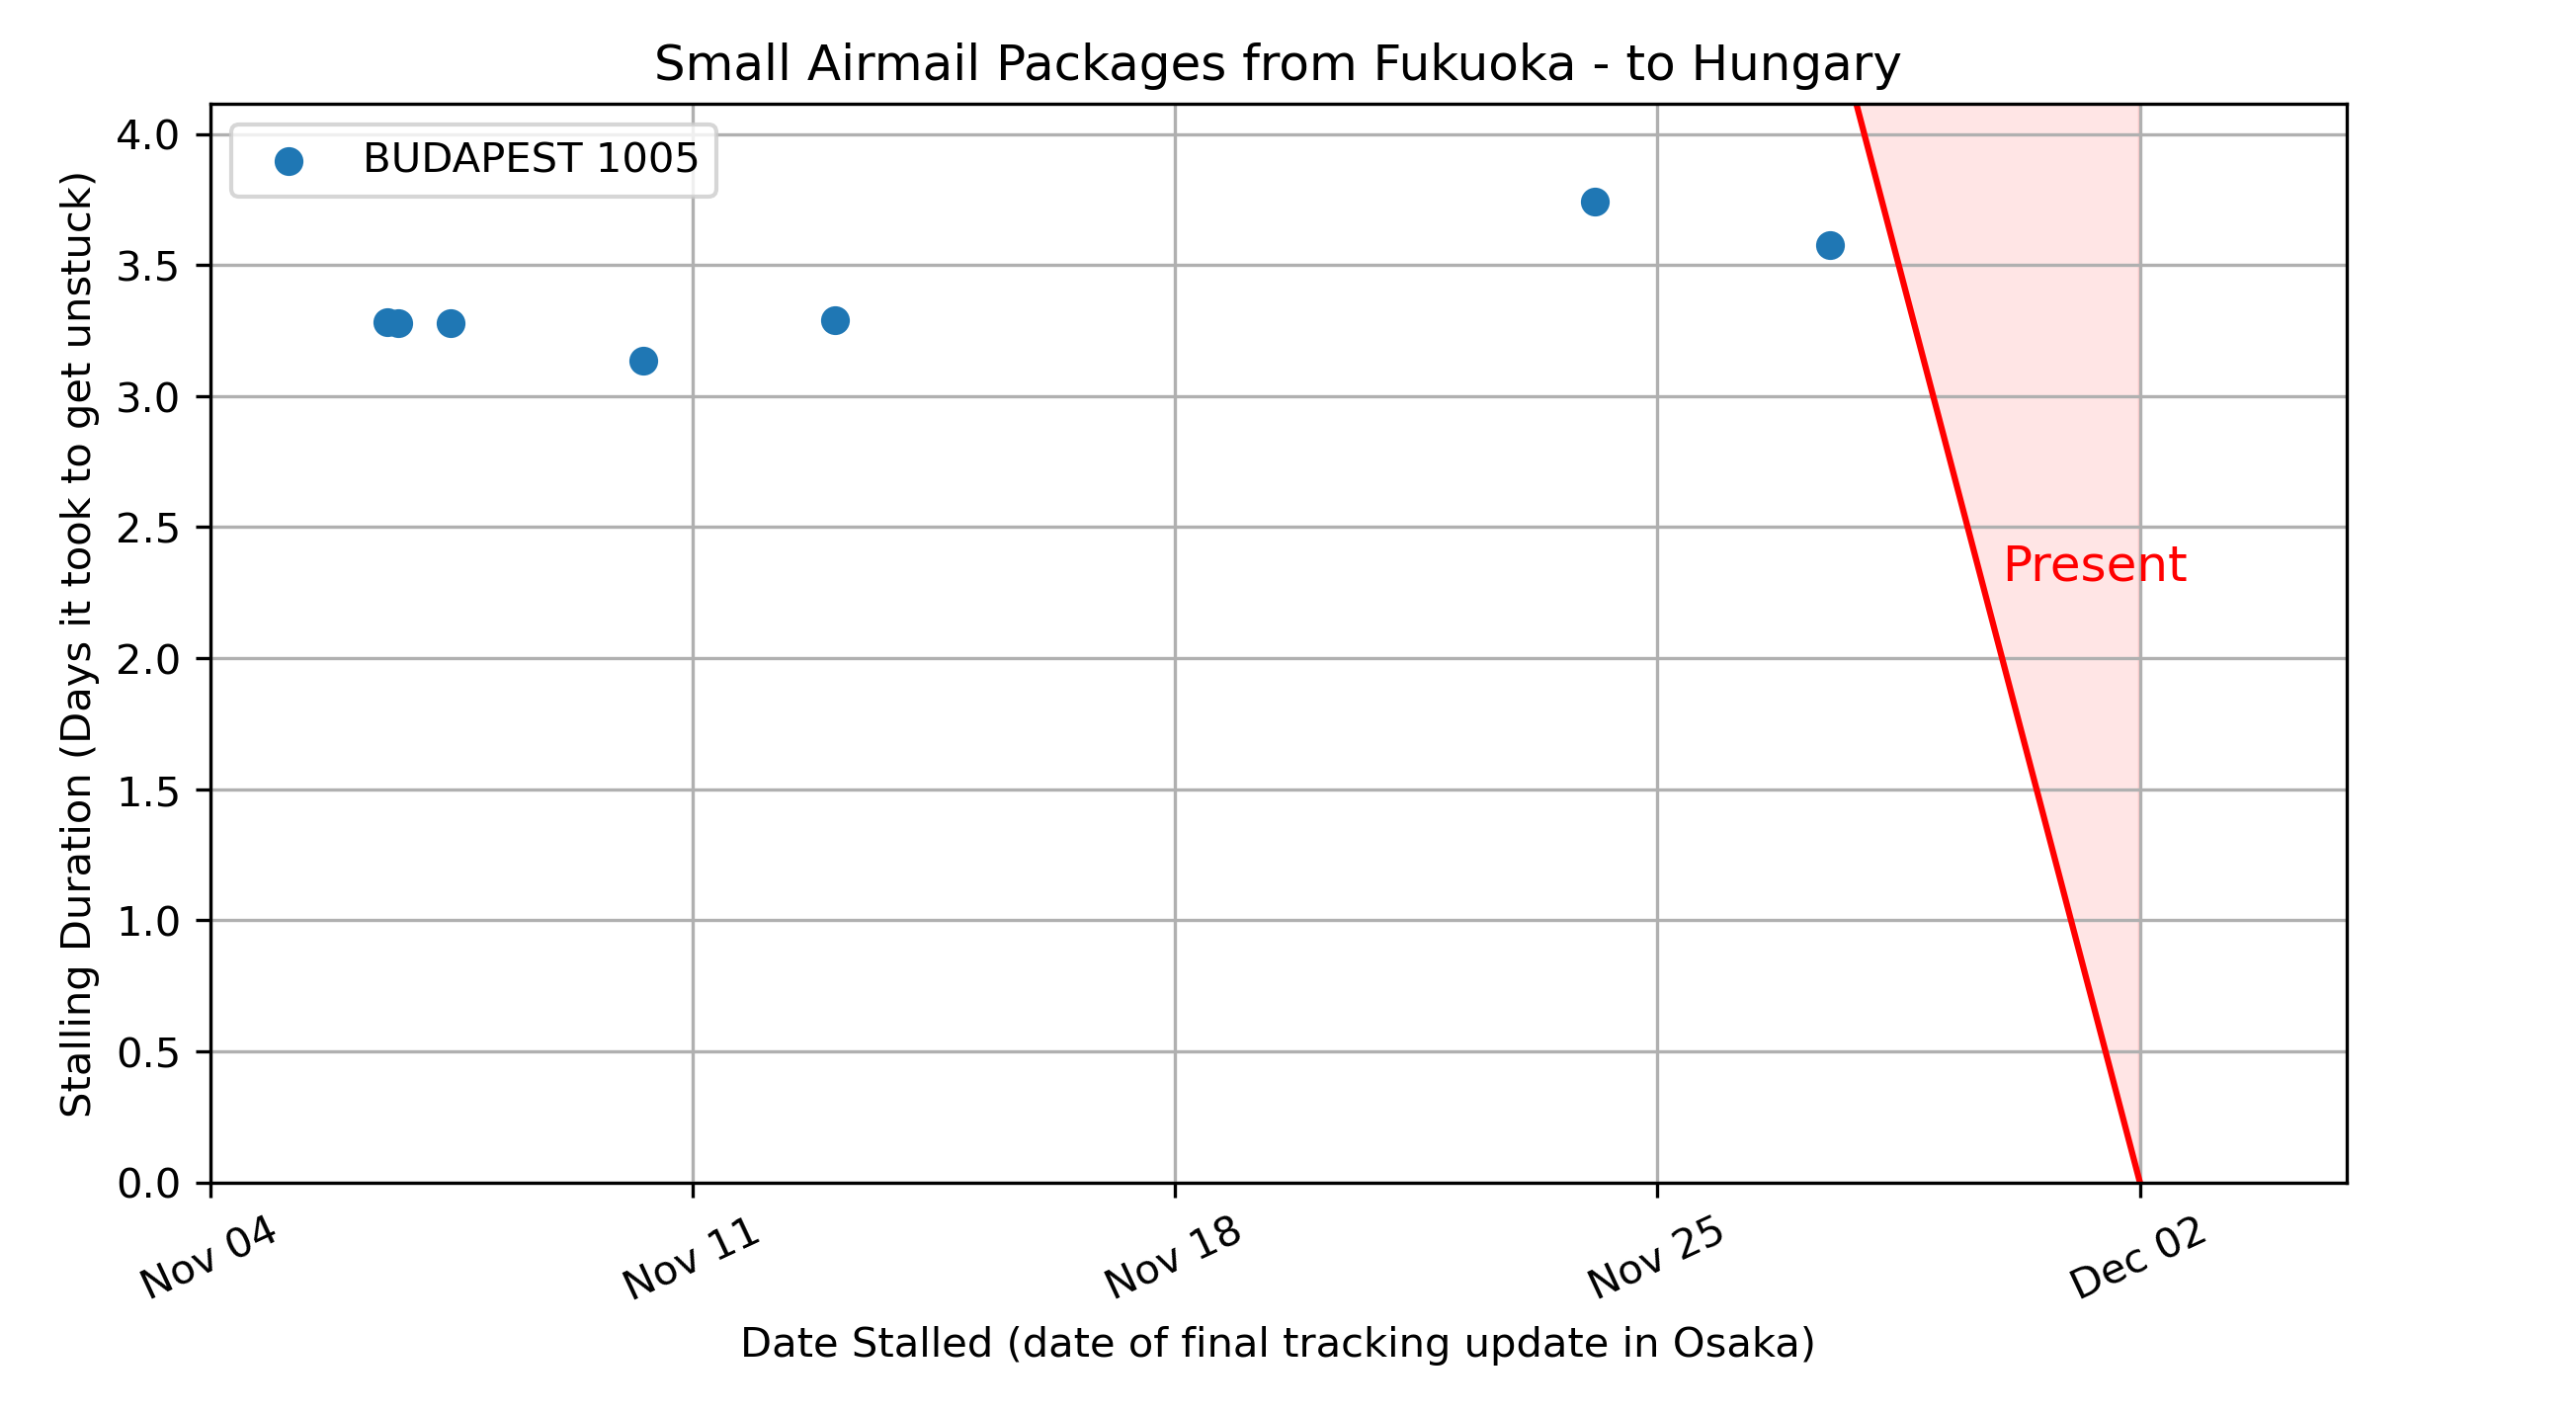 Small Airmail Packages from Fukuoka - to Hungary
BUDAPEST 1005
Stalling Duration (Days it took to get unstuck)
4.0
3.5
3.0
2.5
2.0
1.5
1.0
0.5
0.0
Present
Nov 04
Nov 11
Nov 18
Nov 25
Dec 02
Date Stalled (date of final tracking update in Osaka)